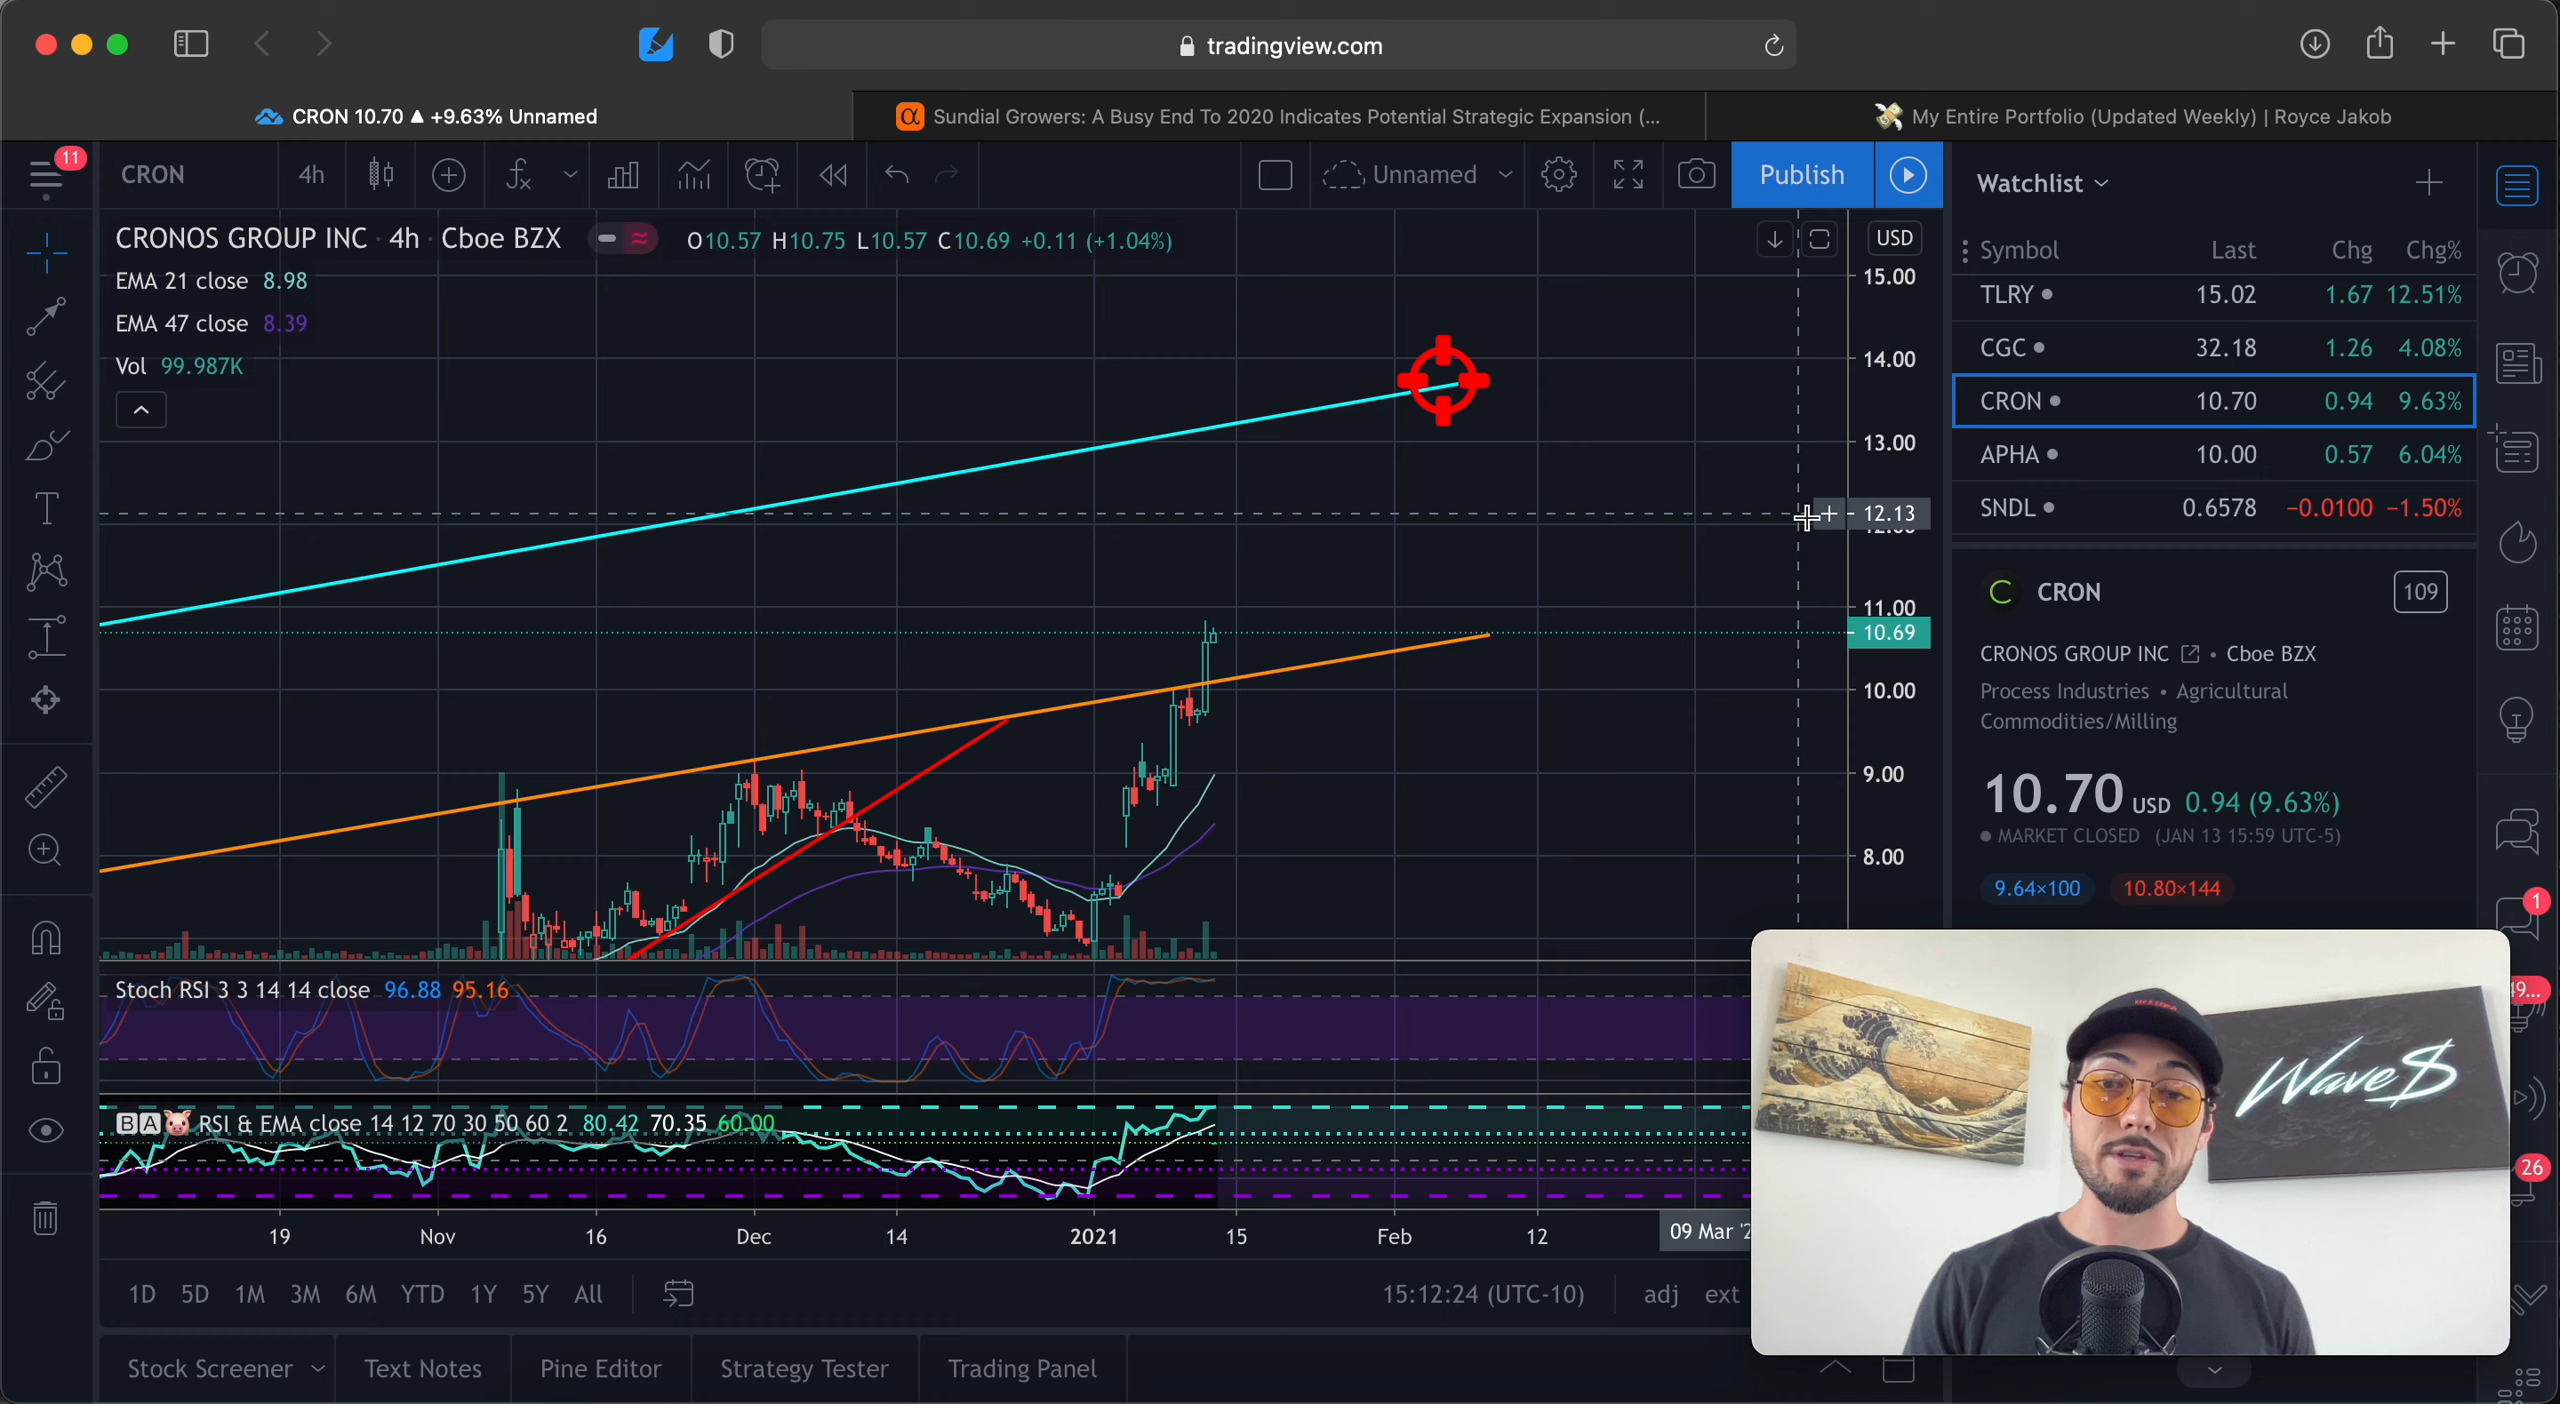 tradingview.com
CRON 10.70 ▲ +9.63% Unnamed
Sundial Growers: A Busy End To 2020 Indicates Potential Strategic Expansion (...
My Entire Portfolio (Updated Weekly) | Royce Jakob
11
CRON
4h
Unnamed
Publish
Watchlist
CRONOS GROUP INC · 4h · Cboe BZX
O10.57 H10.75 L10.57 C10.69 +0.11 (+1.04%)
USD
EMA 21 close 8.98
EMA 47 close 8.39
Vol 99.987K
15.00
14.00
13.00
12.13
11.00
10.69
10.00
9.00
8.00
Symbol Last Chg Chg%
TLRY 15.02 1.67 12.51%
CGC 32.18 1.26 4.08%
CRON 10.70 0.94 9.63%
APHA 10.00 0.57 6.04%
SNDL 0.6578 −0.0100 −1.50%
CRON
109
CRONOS GROUP INC • Cboe BZX
Process Industries • Agricultural
Commodities/Milling
10.70 USD 0.94 (9.63%)
MARKET CLOSED (JAN 13 15:59 UTC-5)
9.64×100 10.80×144
1
49...
26
Wave$
Stoch RSI 3 3 14 14 close 96.88 95.16
BA RSI & EMA close 14 12 70 30 50 60 2 80.42 70.35 60.00
19 Nov 16 Dec 14 2021 15 Feb 12
09 Mar '2
1D 5D 1M 3M 6M YTD 1Y 5Y All
15:12:24 (UTC-10)
adj ext
Stock Screener Text Notes Pine Editor Strategy Tester Trading Panel